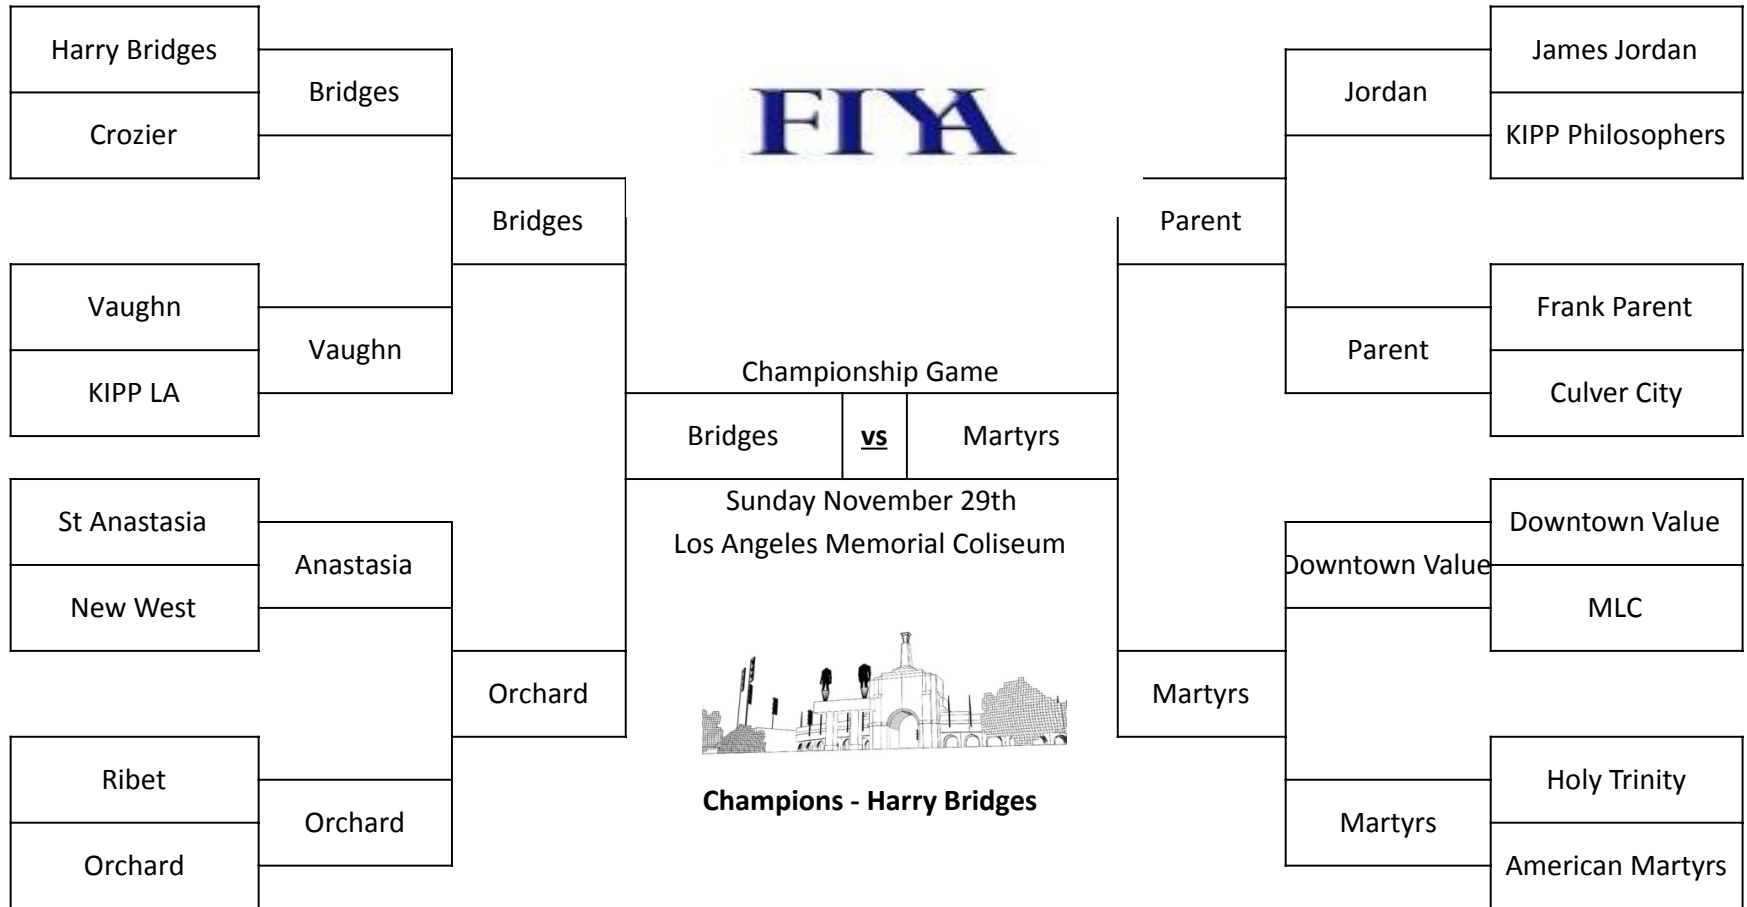 Harry Bridges
Crozier
Vaughn
KIPP LA
St Anastasia
New West
Ribet
Orchard
Bridges
Vaughn
Anastasia
Orchard
Bridges
Orchard
FIYA
Championship Game
Bridges
vs
Martyrs
Sunday November 29th
Los Angeles Memorial Coliseum
Champions - Harry Bridges
Parent
Martyrs
Jordan
Parent
Downtown Value
Martyrs
James Jordan
KIPP Philosophers
Frank Parent
Culver City
Downtown Value
MLC
Holy Trinity
American Martyrs